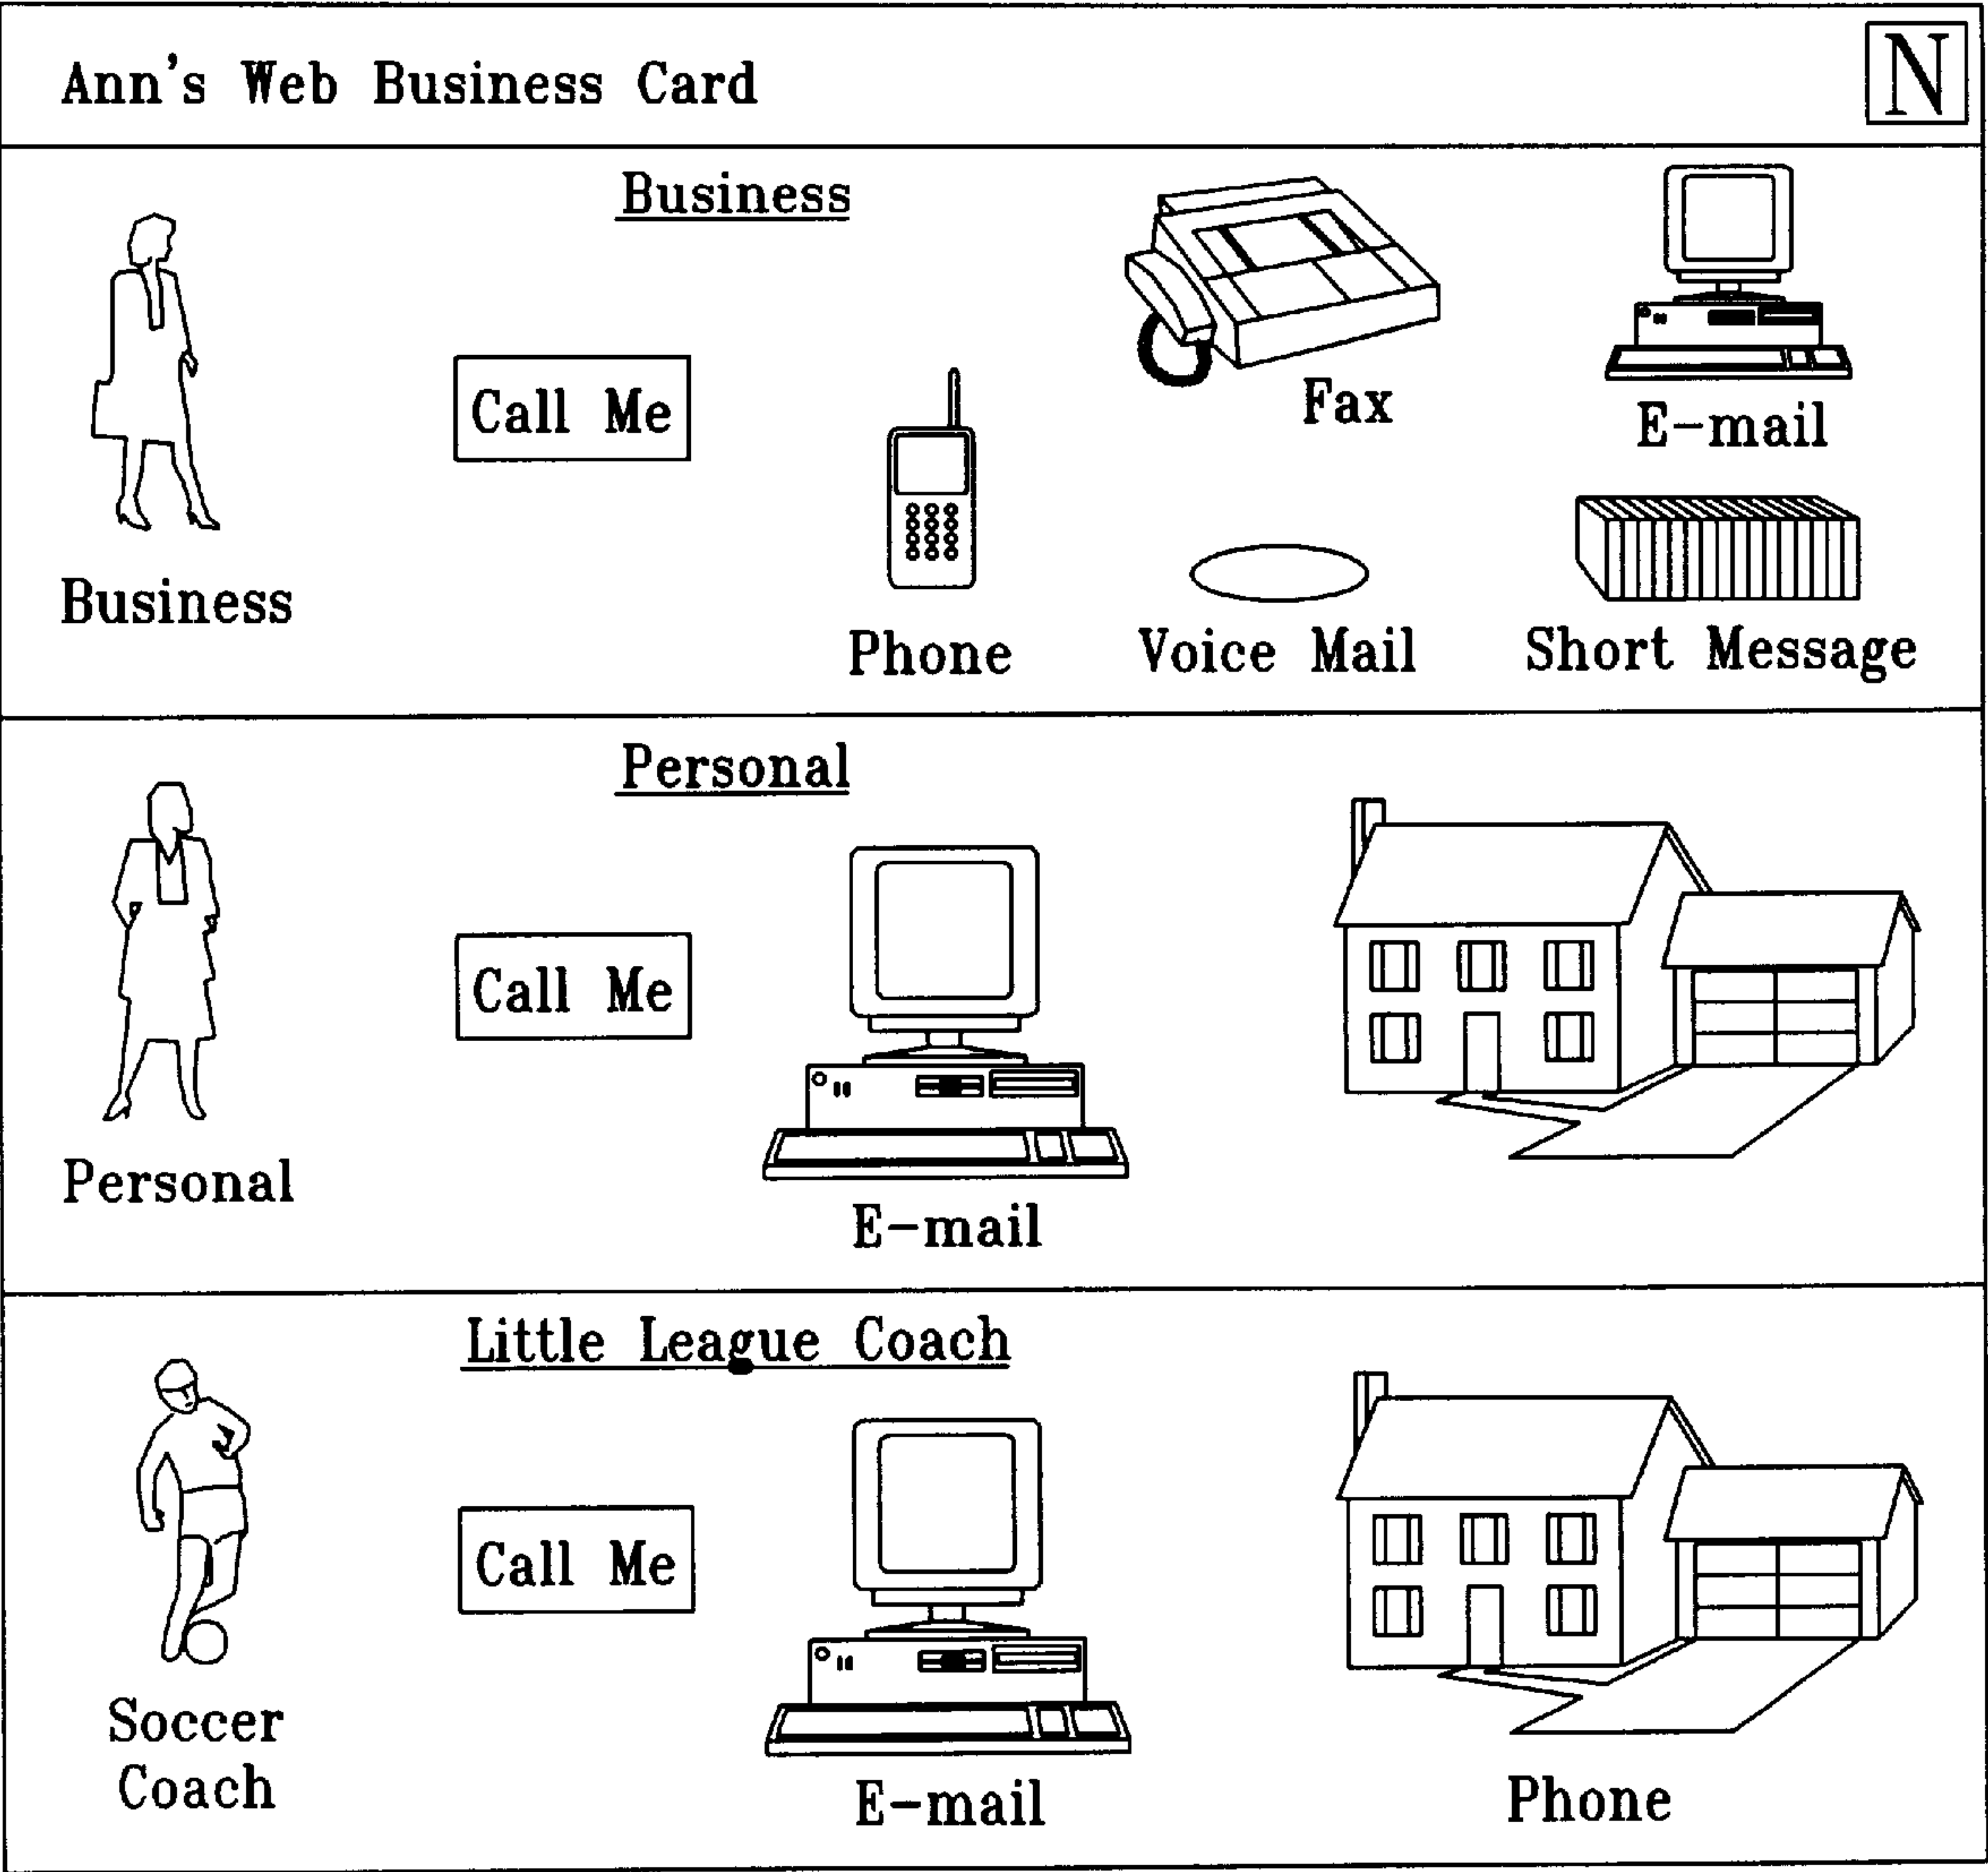 Ann's Web Business Card
N
Business
Call Me
Fax
E-mail
Business
Phone
Voice Mail
Short Message
Personal
Call Me
Personal
E-mail
Little League Coach
Call Me
Soccer
Coach
E-mail
Phone